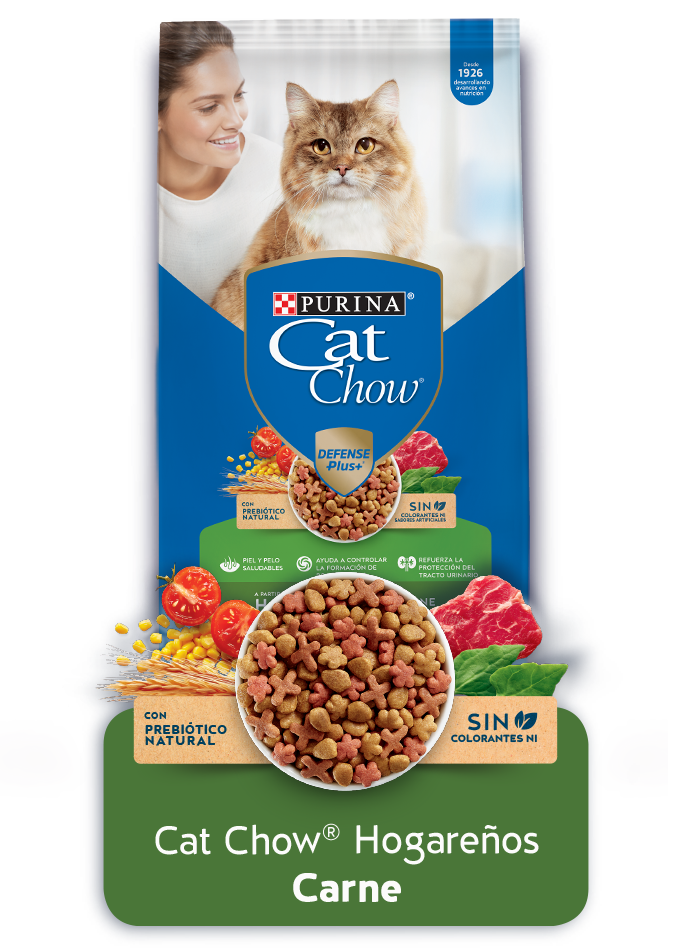 Desde
1926
desarrollando
avances en
nutrición
PURINA®
Cat
Chow®
DEFENSE
Plus+
CON
PREBIÓTICO
NATURAL
SIN
COLORANTES NI
SABORES ARTIFICIALES
PIEL Y PELO
SALUDABLES
AYUDA A CONTROLAR
LA FORMACIÓN DE
REFUERZA LA
PROTECCIÓN DEL
TRACTO URINARIO
CON
PREBIÓTICO
NATURAL
SIN
COLORANTES NI
Cat Chow® Hogareños
Carne